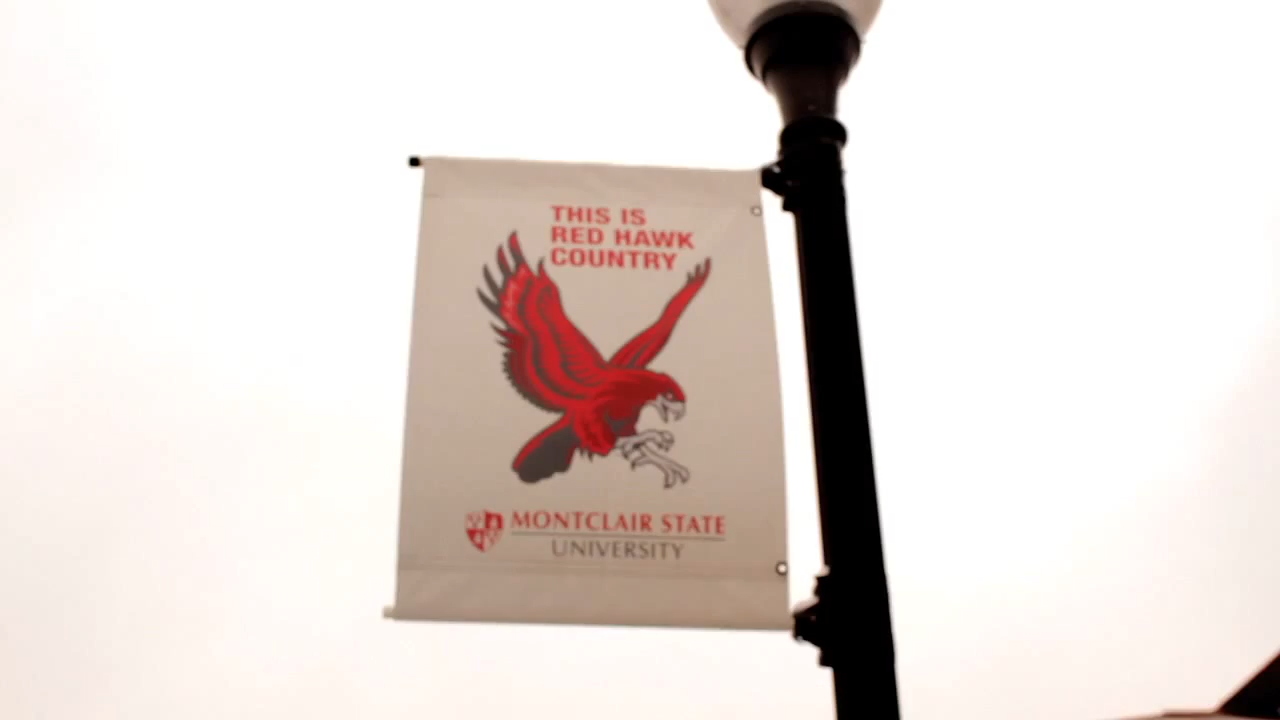 THIS IS
RED HAWK
COUNTRY
MONTCLAIR STATE
UNIVERSITY